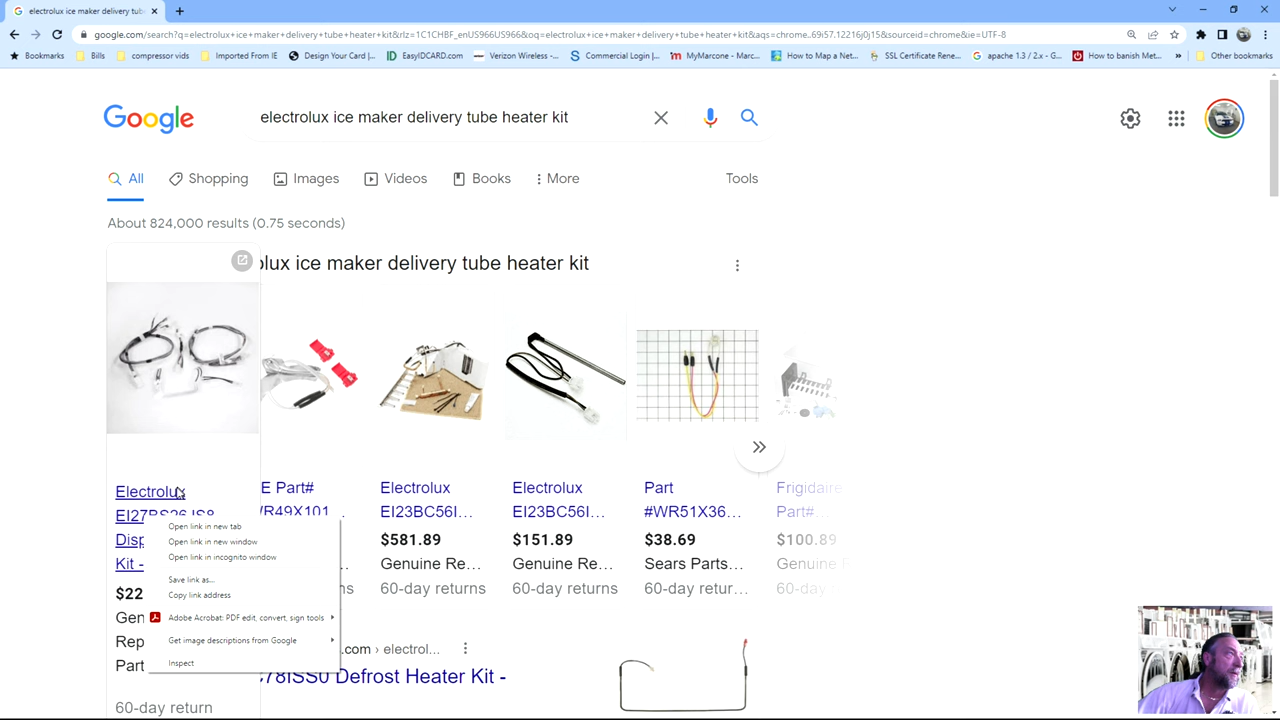 electrolux ice maker delivery tube
google.com/search?q=electrolux+ice+maker+delivery+tube+heater+kit&rlz=1C1CHBF_enUS966US966&oq=electrolux+ice+maker+delivery+tube+heater+kit&aqs=chrome..69i57.12216j0j15&sourceid=chrome&ie=UTF-8
Bookmarks Bills compressor vids Imported From IE Design Your Card |... EasyIDCARD.com Verizon Wireless -... Commercial Login |... MyMarcone - Marc... How to Map a Net... SSL Certificate Rene... apache 1.3 / 2.x - G... How to banish Met... » Other bookmarks
Google electrolux ice maker delivery tube heater kit
All Shopping Images Videos Books More Tools
About 824,000 results (0.75 seconds)
olux ice maker delivery tube heater kit
Electrolux
Disp
Kit -
$22
Gen
Rep
Part
60-day return
E Part#
WR49X101
Electrolux
EI23BC56I...
$581.89
Genuine Re...
60-day returns
Electrolux
EI23BC56I...
$151.89
Genuine Re...
60-day returns
Part
#WR51X36...
$38.69
Sears Parts...
60-day retur...
Frigidaire
Part#...
$100.89
Genuine R
60-day re
Open link in new tab
Open link in new window
Open link in incognito window
Save link as...
Copy link address
Adobe Acrobat: PDF edit, convert, sign tools
Get image descriptions from Google
Inspect
.com › electrol...
C78ISS0 Defrost Heater Kit -